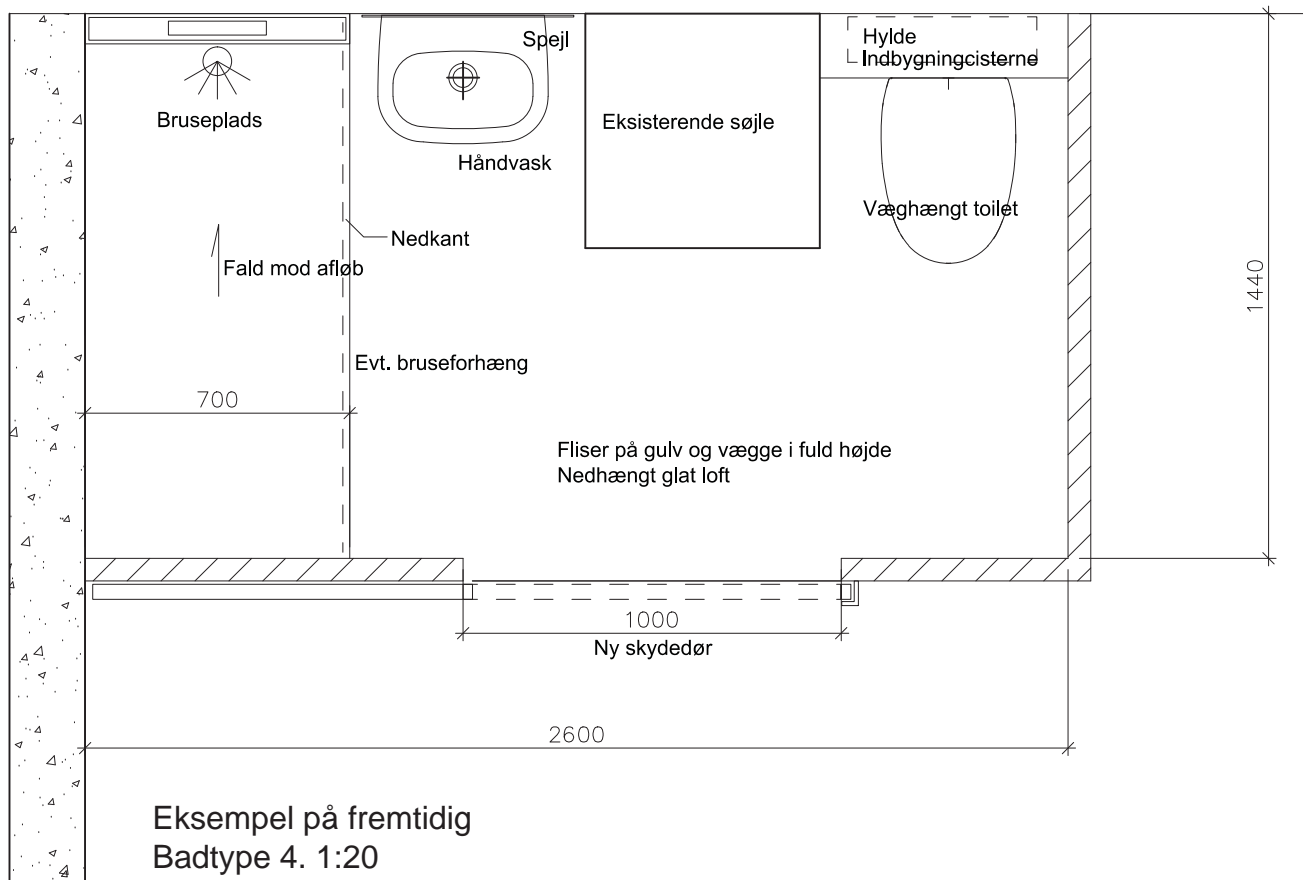 Spejl
Hylde
Indbygningcisterne
Bruseplads
Eksisterende søjle
Håndvask
Væghængt toilet
Nedkant
Fald mod afløb
1440
Evt. bruseforhæng
700
Fliser på gulv og vægge i fuld højde
Nedhængt glat loft
1000
Ny skydedør
2600
Eksempel på fremtidig
Badtype 4. 1:20